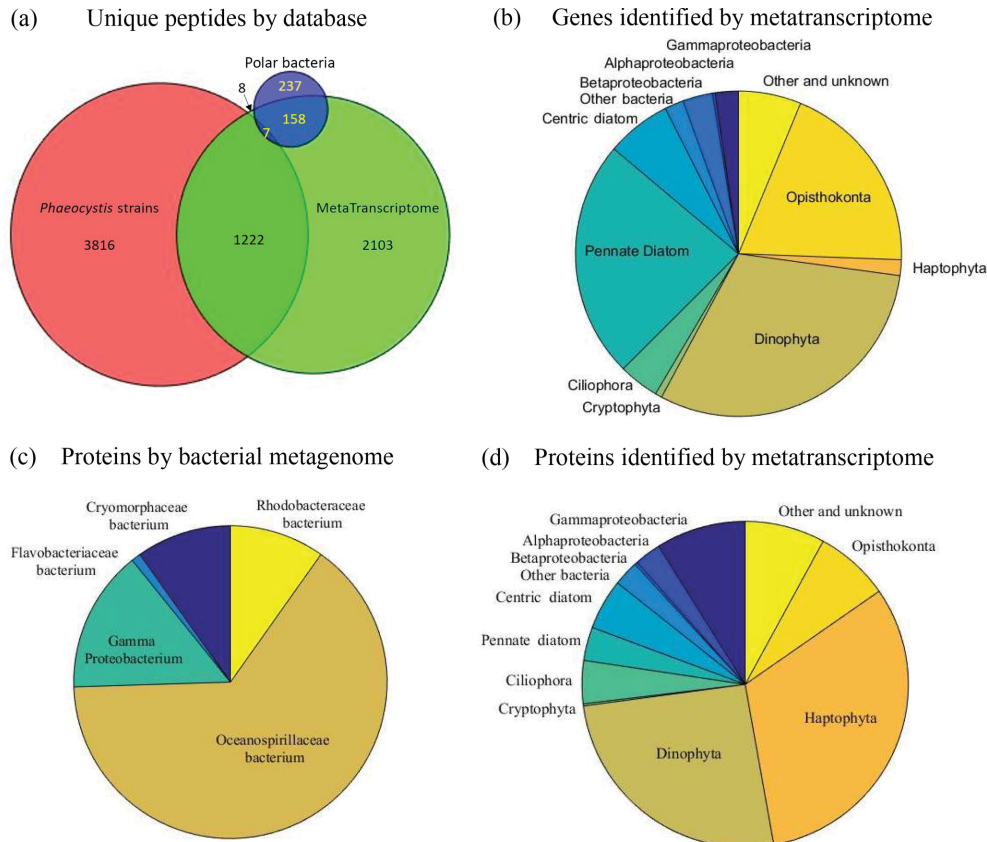 (a) Unique peptides by database
Polar bacteria
8
237
158
7
Phaeocystis strains
MetaTranscriptome
3816
1222
2103
(b) Genes identified by metatranscriptome
Gammaproteobacteria
Alphaproteobacteria
Betaproteobacteria
Other bacteria
Centric diatom
Other and unknown
Opisthokonta
Pennate Diatom
Haptophyta
Dinophyta
Ciliophora
Cryptophyta
(c) Proteins by bacterial metagenome
Cryomorphaceae
bacterium
Rhodobacteraceae
bacterium
Flavobacteriaceae
bacterium
Gamma
Proteobacterium
Oceanospirillaceae
bacterium
(d) Proteins identified by metatranscriptome
Gammaproteobacteria
Alphaproteobacteria
Betaproteobacteria
Other bacteria
Centric diatom
Pennate diatom
Ciliophora
Cryptophyta
Other and unknown
Opisthokonta
Haptophyta
Dinophyta